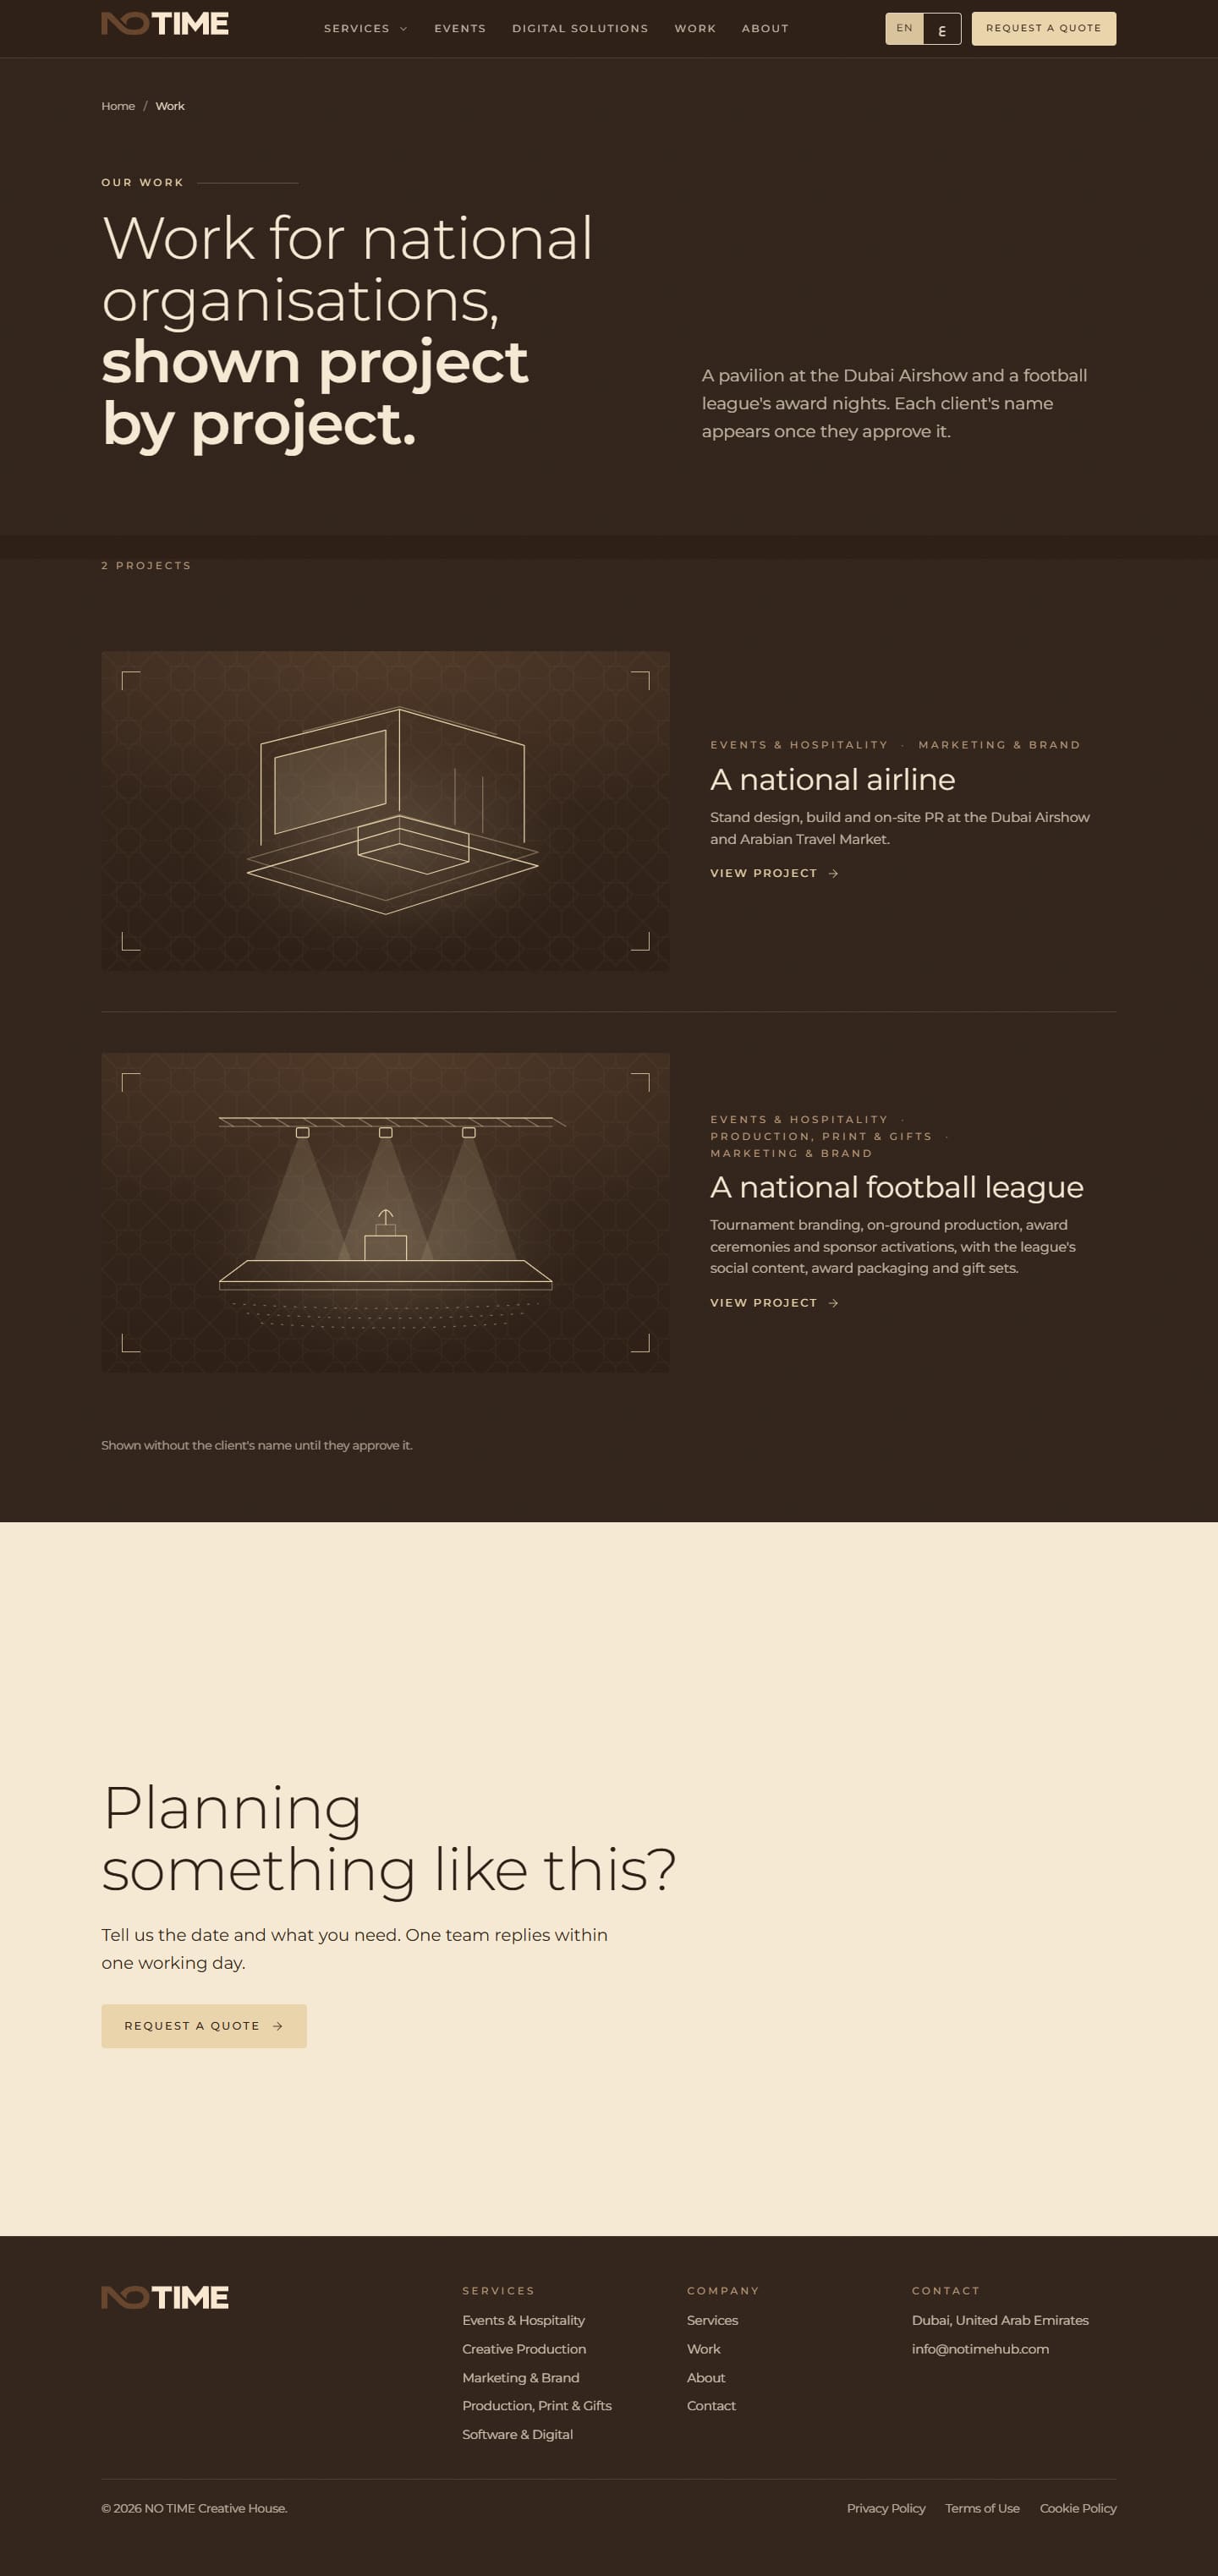 NOTIME
SERVICES
EVENTS
DIGITAL SOLUTIONS
WORK
ABOUT
EN
ع
REQUEST A QUOTE
Home / Work
OUR WORK
Work for national
organisations,
shown project
by project.
A pavilion at the Dubai Airshow and a football
league's award nights. Each client's name
appears once they approve it.
2 PROJECTS
EVENTS & HOSPITALITY · MARKETING & BRAND
A national airline
Stand design, build and on-site PR at the Dubai Airshow
and Arabian Travel Market.
VIEW PROJECT →
EVENTS & HOSPITALITY ·
PRODUCTION, PRINT & GIFTS ·
MARKETING & BRAND
A national football league
Tournament branding, on-ground production, award
ceremonies and sponsor activations, with the league's
social content, award packaging and gift sets.
VIEW PROJECT →
Shown without the client's name until they approve it.
Planning
something like this?
Tell us the date and what you need. One team replies within
one working day.
REQUEST A QUOTE →
NOTIME
SERVICES
Events & Hospitality
Creative Production
Marketing & Brand
Production, Print & Gifts
Software & Digital
COMPANY
Services
Work
About
Contact
CONTACT
Dubai, United Arab Emirates
info@notimehub.com
© 2026 NO TIME Creative House.
Privacy Policy
Terms of Use
Cookie Policy